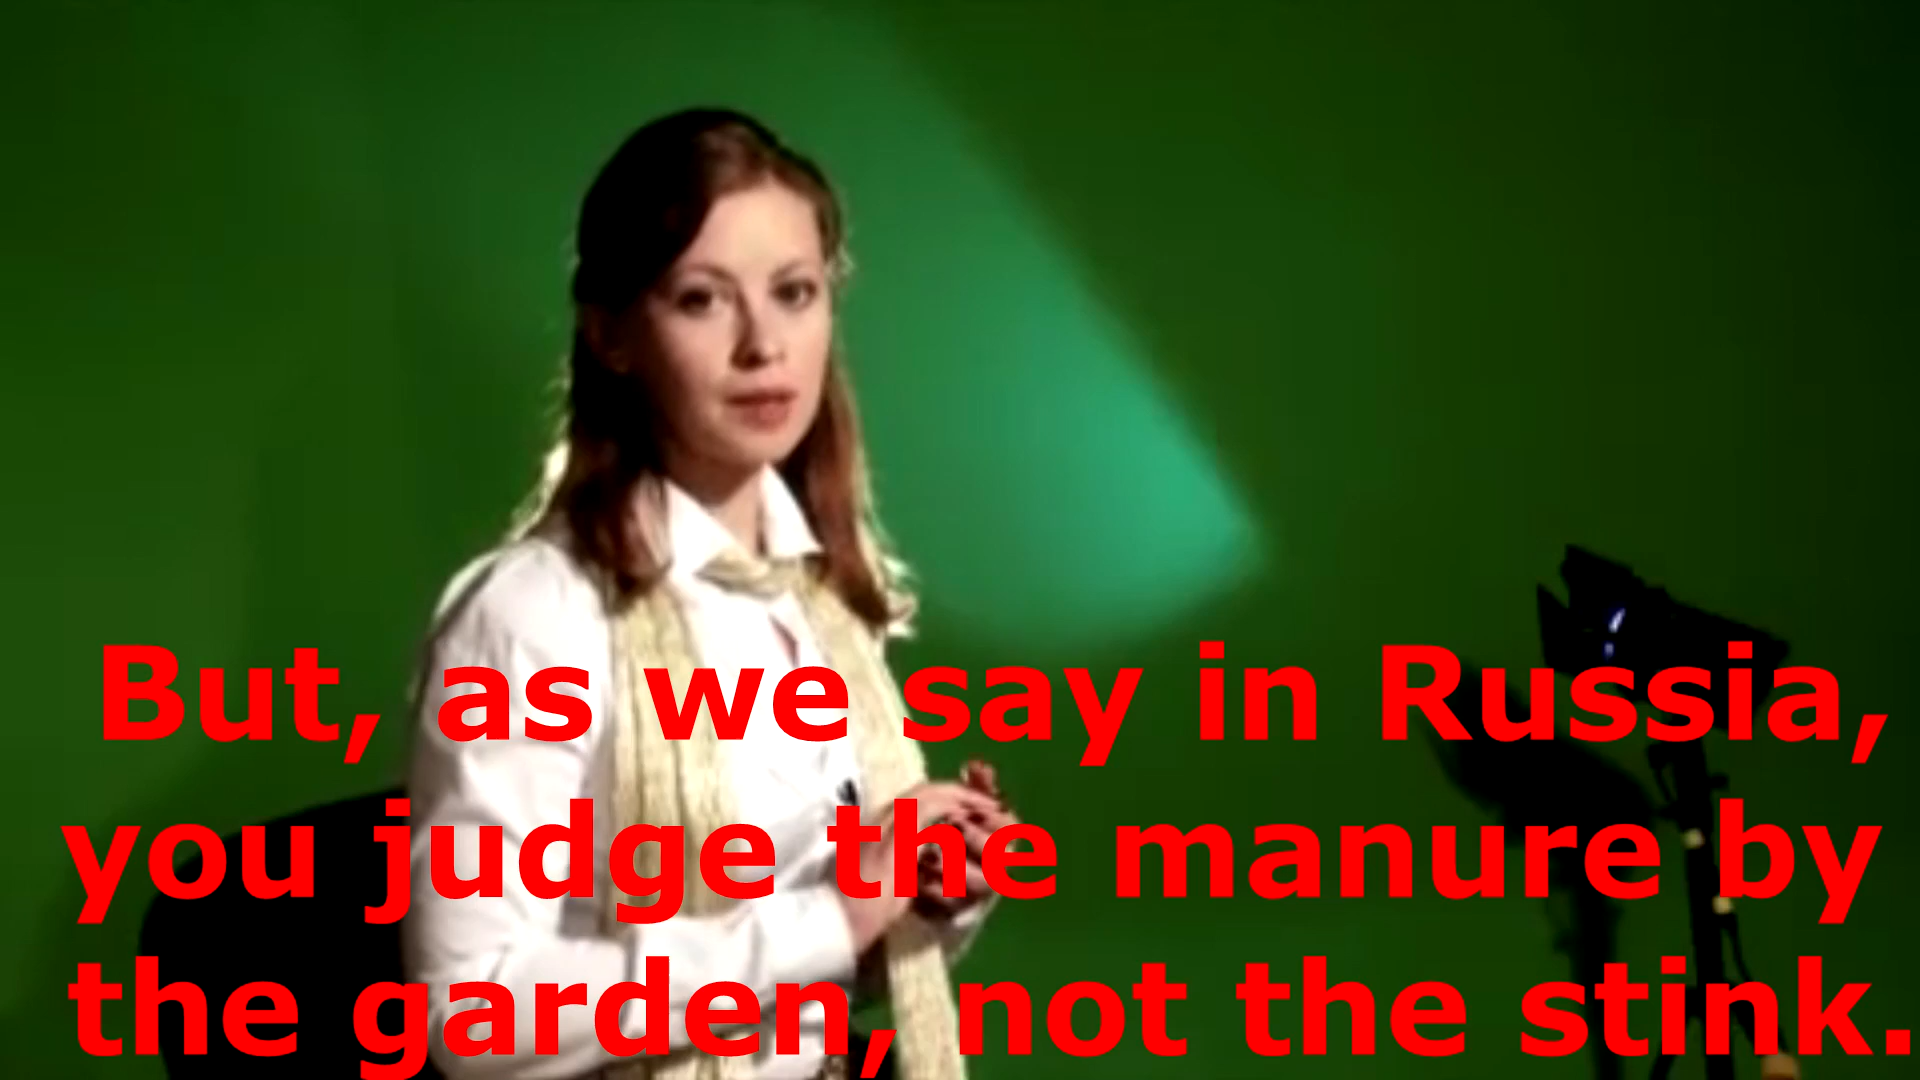 But, as we say in Russia,
you judge the manure by
the garden, not the stink.